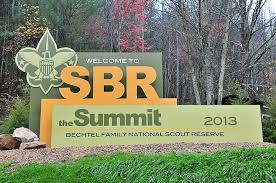 WELCOME TO
SBR
the Summit 2013
BECHTEL FAMILY NATIONAL SCOUT RESERVE